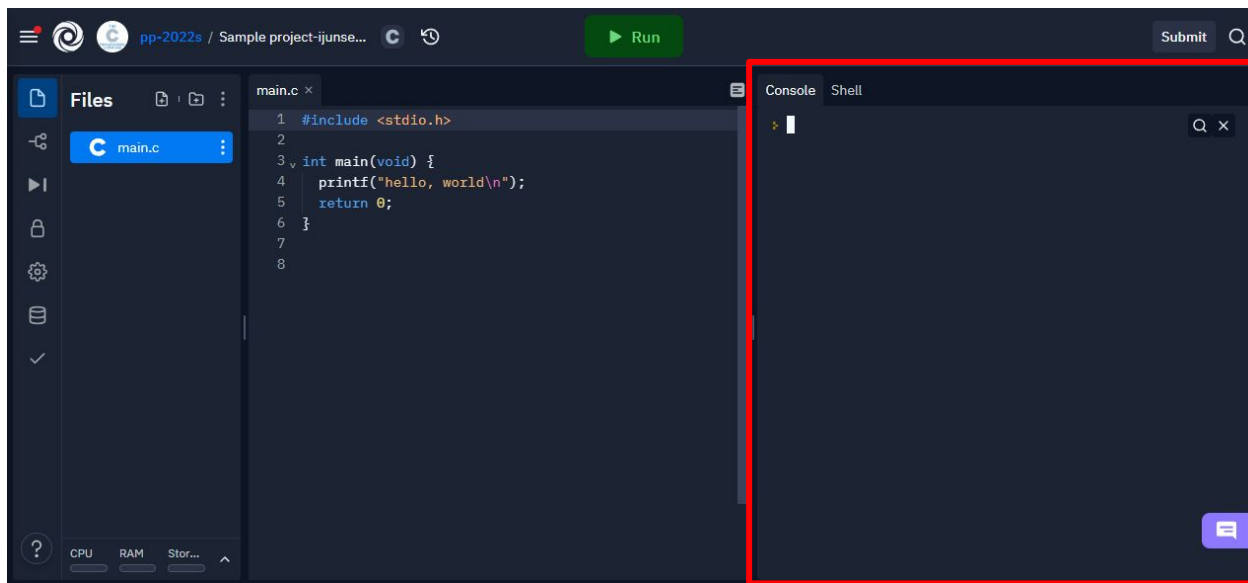 pp-2022s / Sample project-ijunse... C
Run
Submit
Files
C main.c
CPU RAM Stor...
?
main.c ×
1 #include <stdio.h>
2
3 int main(void) {
4 printf("hello, world\n");
5 return 0;
6 }
7
8
Console Shell